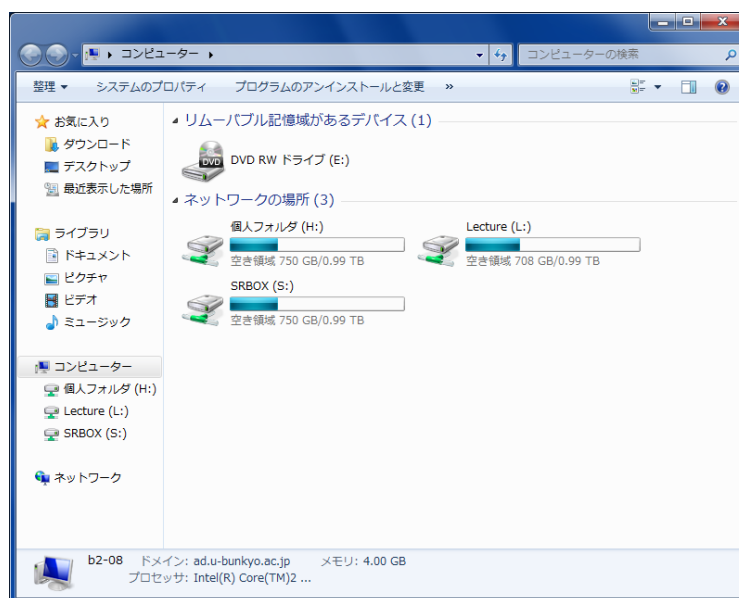 コンピューター
コンピューターの検索
整理 システムのプロパティ プログラムのアンインストールと変更 »
お気に入り
ダウンロード
デスクトップ
最近表示した場所
ライブラリ
ドキュメント
ピクチャ
ビデオ
ミュージック
コンピューター
個人フォルダ (H:)
Lecture (L:)
SRBOX (S:)
ネットワーク
リムーバブル記憶域があるデバイス (1)
DVD
DVD RW ドライブ (E:)
ネットワークの場所 (3)
個人フォルダ (H:)
空き領域 750 GB/0.99 TB
Lecture (L:)
空き領域 708 GB/0.99 TB
SRBOX (S:)
空き領域 750 GB/0.99 TB
b2-08 ドメイン: ad.u-bunkyo.ac.jp メモリ: 4.00 GB
プロセッサ: Intel(R) Core(TM)2 ...